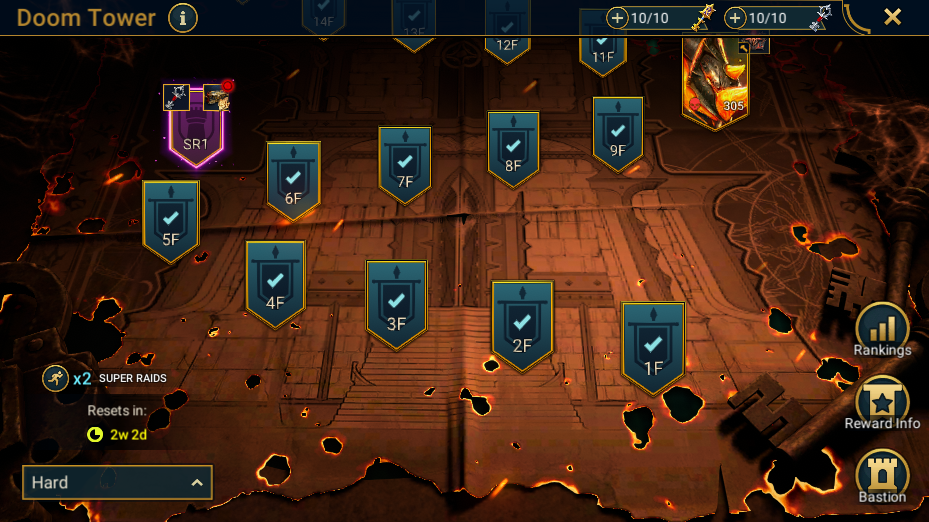 Doom Tower
i
10/10
10/10
14F
13F
12F
11F
305
SR1
9F
8F
7F
6F
5F
4F
3F
2F
1F
x2 SUPER RAIDS
Resets in:
2w 2d
Hard
Rankings
Reward Info
Bastion